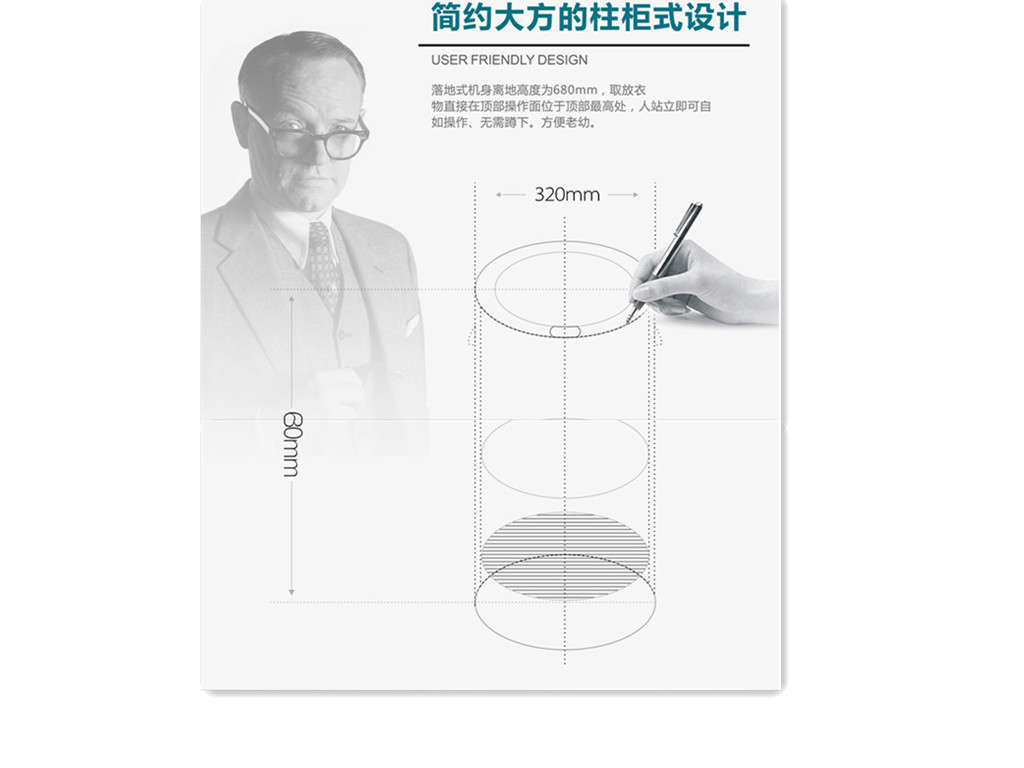 简约大方的柱柜式设计
USER FRIENDLY DESIGN
落地式机身离地高度为680mm，取放衣
物直接在顶部操作面位于顶部最高处，人站立即可自
如操作、无需蹲下。方便老幼。
320mm